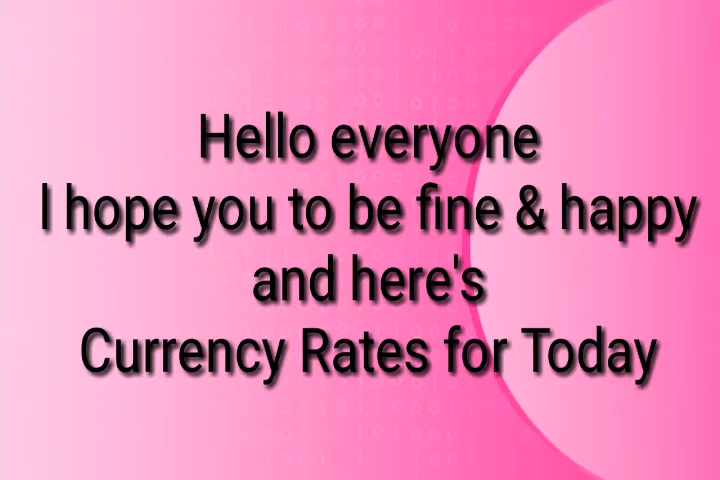 Hello everyone
I hope you to be fine & happy
and here's
Currency Rates for Today